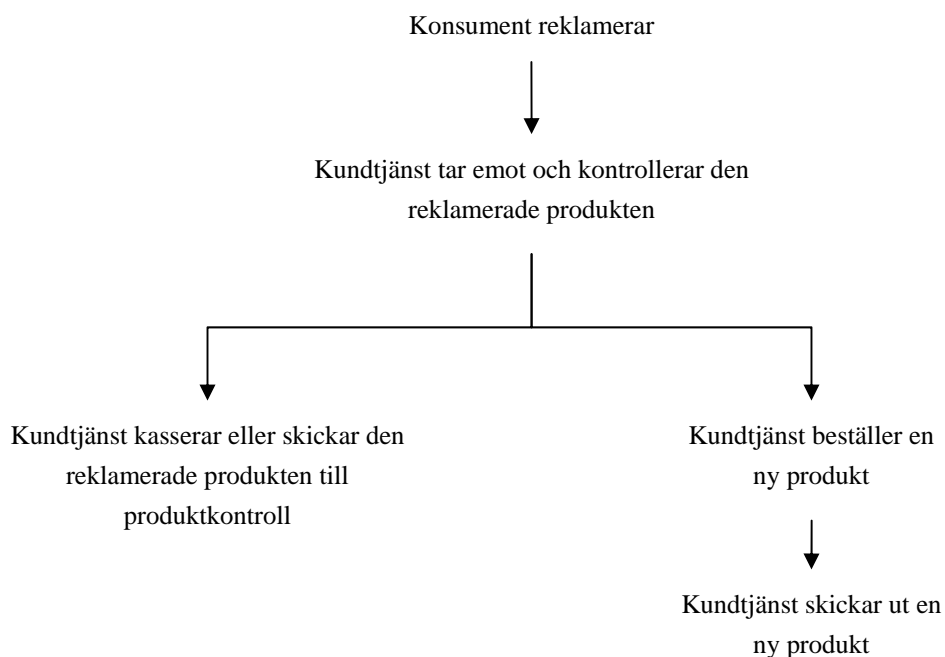 Konsument reklamerar
Kundtjänst tar emot och kontrollerar den
reklamerade produkten
Kundtjänst kasserar eller skickar den
reklamerade produkten till
produktkontroll
Kundtjänst beställer en
ny produkt
Kundtjänst skickar ut en
ny produkt